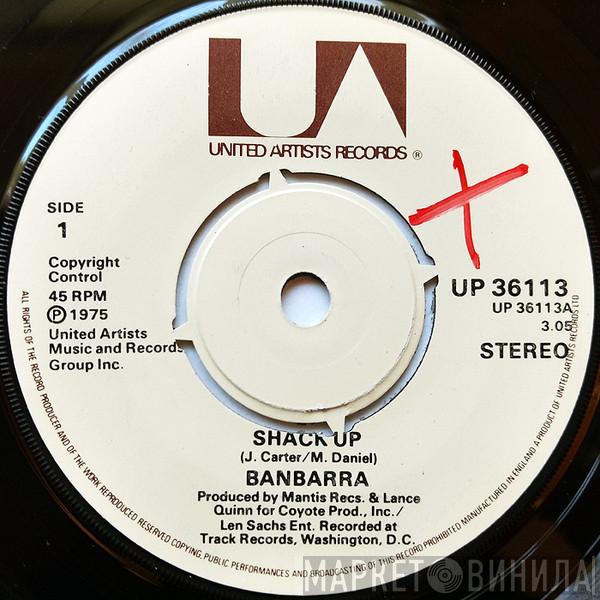 UA
UNITED ARTISTS RECORDS ®
SIDE
1
Copyright
Control
45 RPM
Ⓟ 1975
United Artists
Music and Records
Group Inc.
UP 36113
UP 36113A
3.05
STEREO
SHACK UP
(J. Carter/M. Daniel)
BANBARRA
Produced by Mantis Recs. & Lance
Quinn for Coyote Prod., Inc./
Len Sachs Ent. Recorded at
Track Records, Washington, D.C.
ALL RIGHTS OF THE RECORD PRODUCER AND OF THE WORK REPRODUCED RESERVED COPYING, PUBLIC PERFORMANCES AND BROADCASTING OF THIS RECORD PROHIBITED MANUFACTURED IN ENGLAND A PRODUCT OF UNITED ARTISTS RECORDS LTD
МАРКЕТ ВИНИЛА